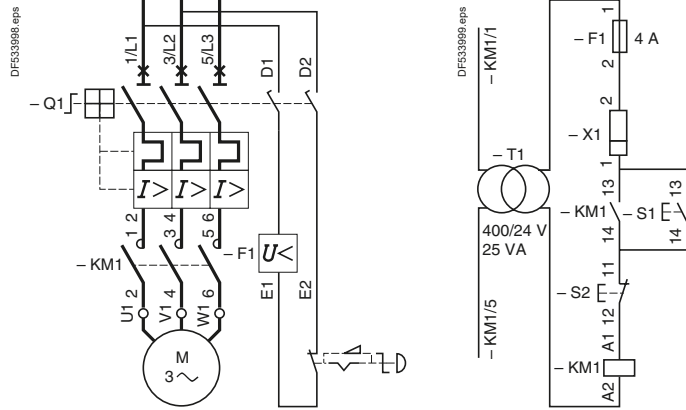 DF533998.eps
1/L1
3/L2
5/L3
D1
D2
– Q1
I>
I>
I>
2
4
6
1
3
5
– KM1
– F1
U<
2
4
6
E1
E2
U1
V1
W1
M
3
DF533999.eps
– KM1/1
– T1
400/24 V
25 VA
– KM1/5
1
– F1
4 A
2
2
– X1
1
13
– KM1
14
– S1
13
14
11
– S2
12
A1
– KM1
A2